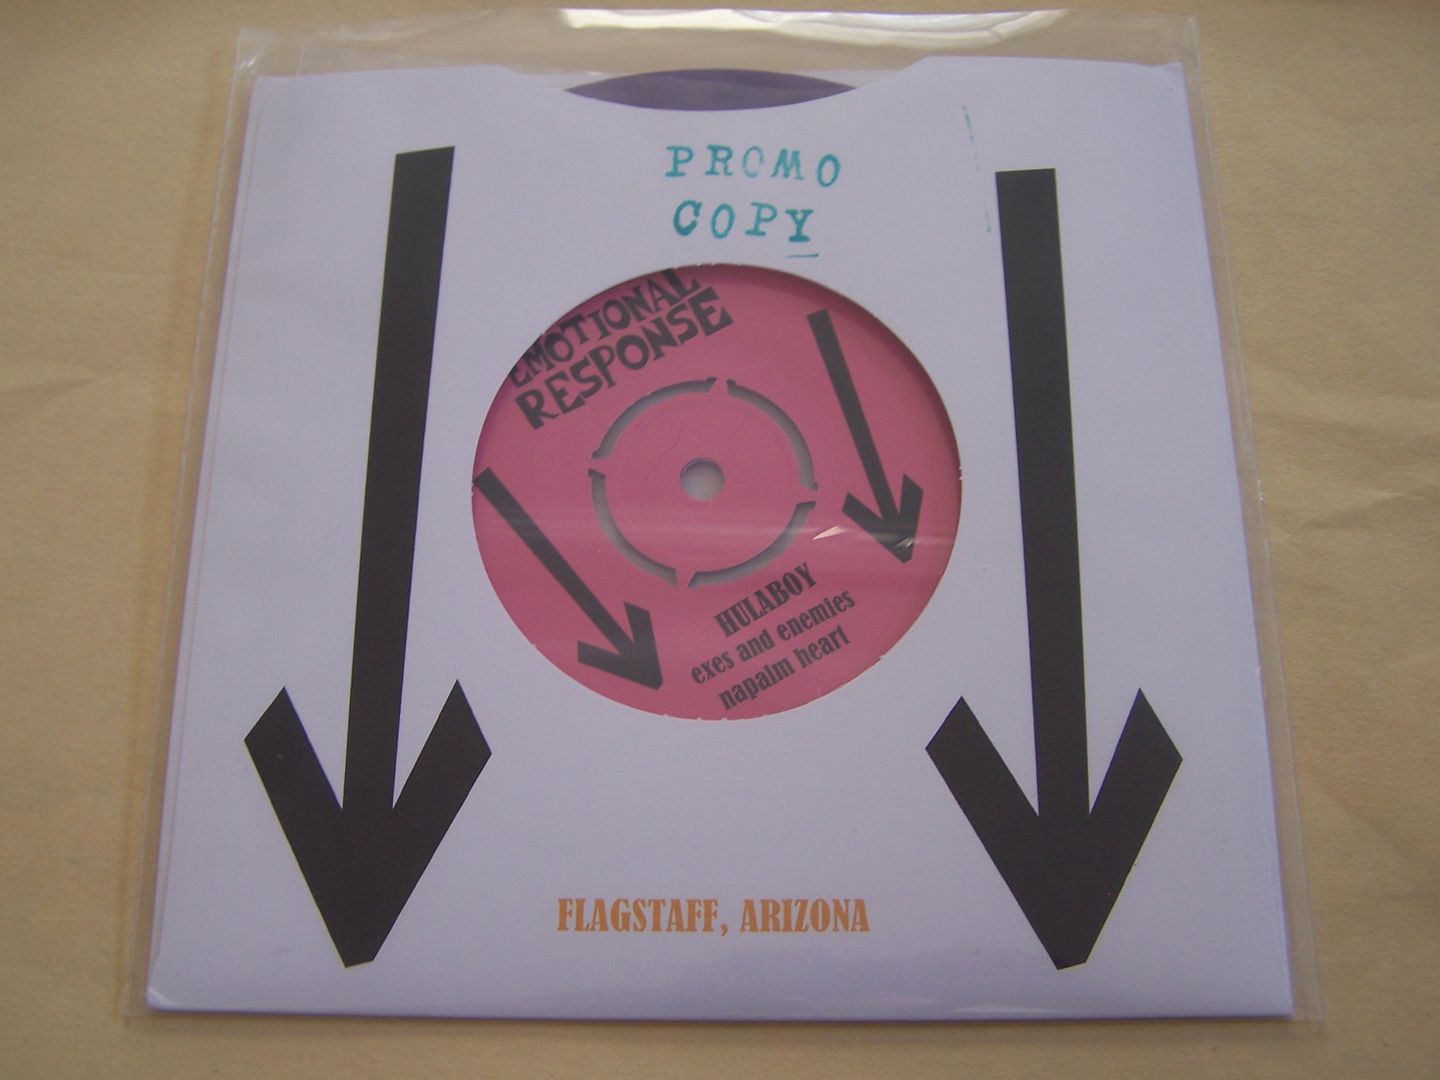 PROMO
COPY
EMOTIONAL
RESPONSE
HULABOY
exes and enemies
napalm heart
FLAGSTAFF, ARIZONA